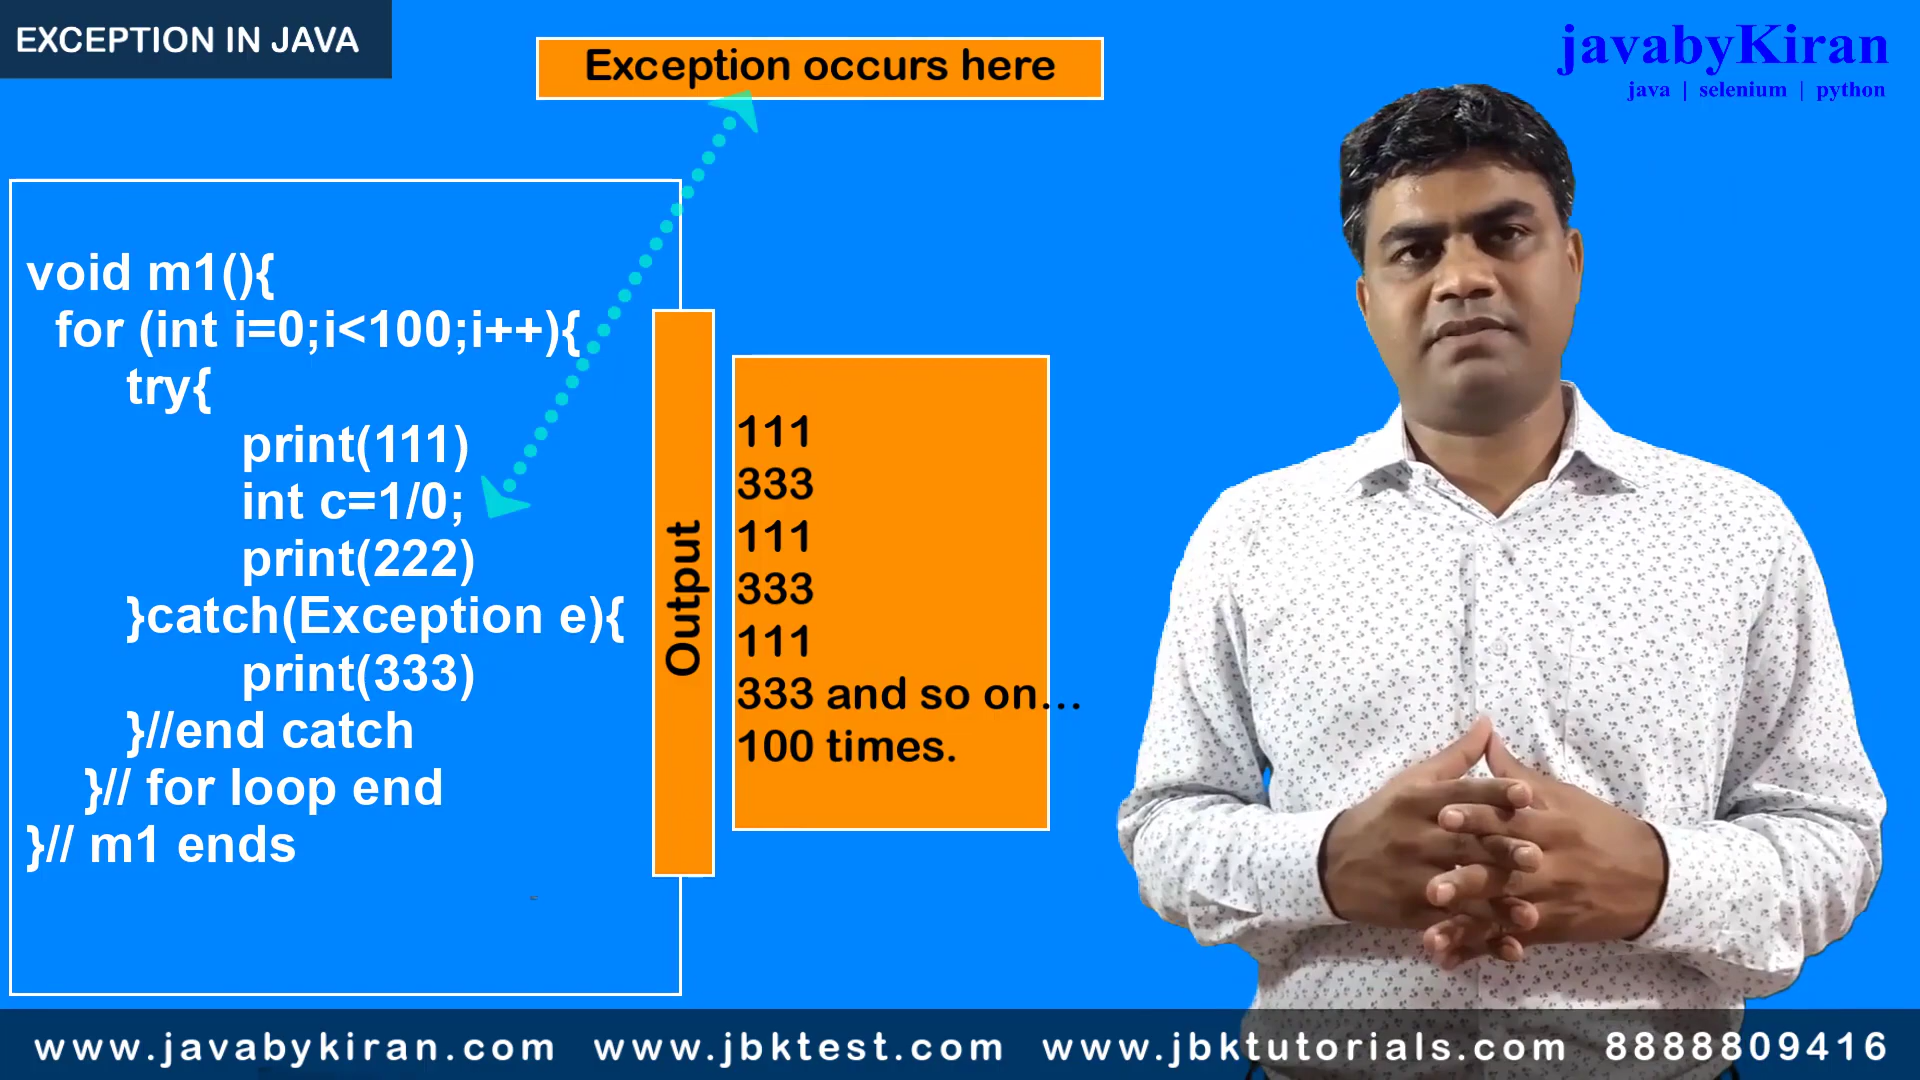 EXCEPTION IN JAVA
Exception occurs here
javabyKiran
java | selenium | python
void m1(){
for (int i=0;i<100;i++){
try{
print(111)
int c=1/0;
print(222)
}catch(Exception e){
print(333)
}//end catch
}// for loop end
}// m1 ends
Output
111
333
111
333
111
333 and so on...
100 times.
www.javabykiran.com www.jbktest.com www.jbktutorials.com 8888809416